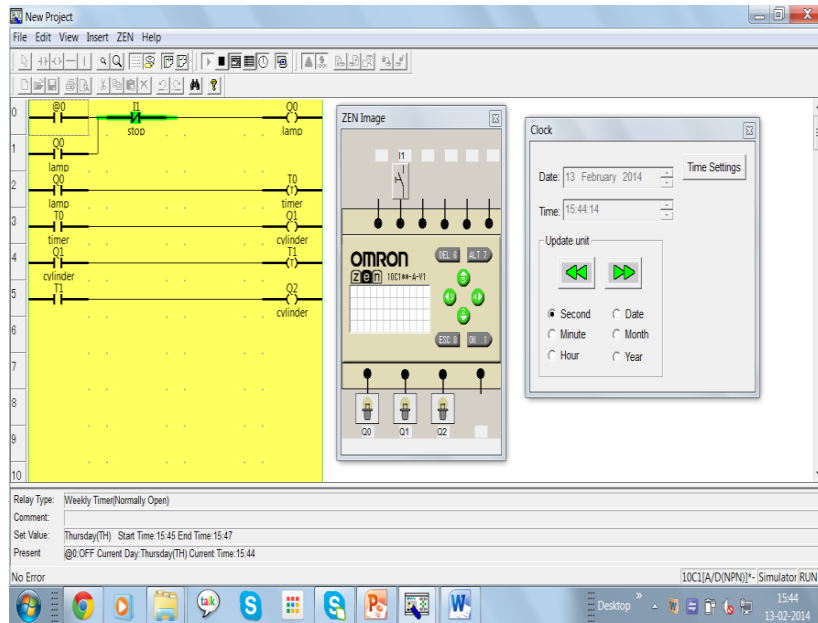 New Project
File Edit View Insert ZEN Help
0
@0
I1
stop
Q0
lamp
1
Q0
lamp
2
Q0
lamp
T0
(T)
timer
3
T0
timer
Q1
cylinder
4
Q1
cylinder
T1
(T)
5
T1
Q2
cylinder
6
7
8
9
10
ZEN Image
I1
OMRON
ZEN 10C1**-A-V1
DEL 6 ALT 7
ESC 0 OK 1
Q0 Q1 Q2
Clock
Date: 13 February 2014
Time Settings
Time: 15:44:14
Update unit
Second Date
Minute Month
Hour Year
Relay Type: Weekly Timer(Normally Open)
Comment:
Set Value: Thursday(TH) Start Time:15:45 End Time:15:47
Present @0:OFF Current Day:Thursday(TH) Current Time:15:44
No Error
10C1[A/D(NPN)]*- Simulator RUN
talk
Desktop
15:44
13-02-2014